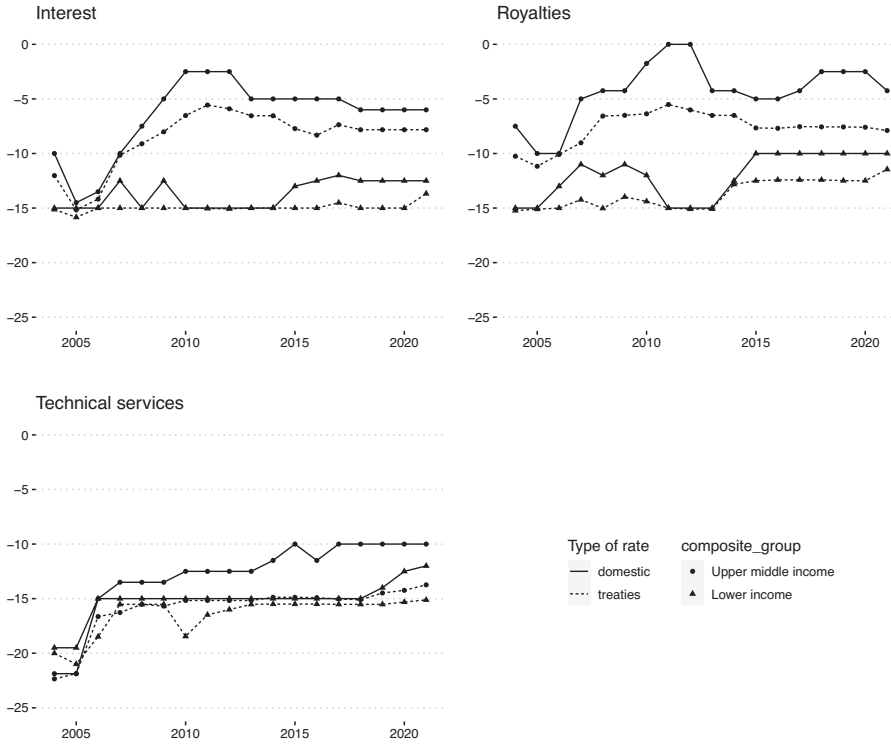 Interest
0
−5
−10
−15
−20
−25
2005 2010 2015 2020
Royalties
0
−5
−10
−15
−20
−25
2005 2010 2015 2020
Technical services
0
−5
−10
−15
−20
−25
2005 2010 2015 2020
Type of rate
domestic
treaties
composite_group
Upper middle income
Lower income